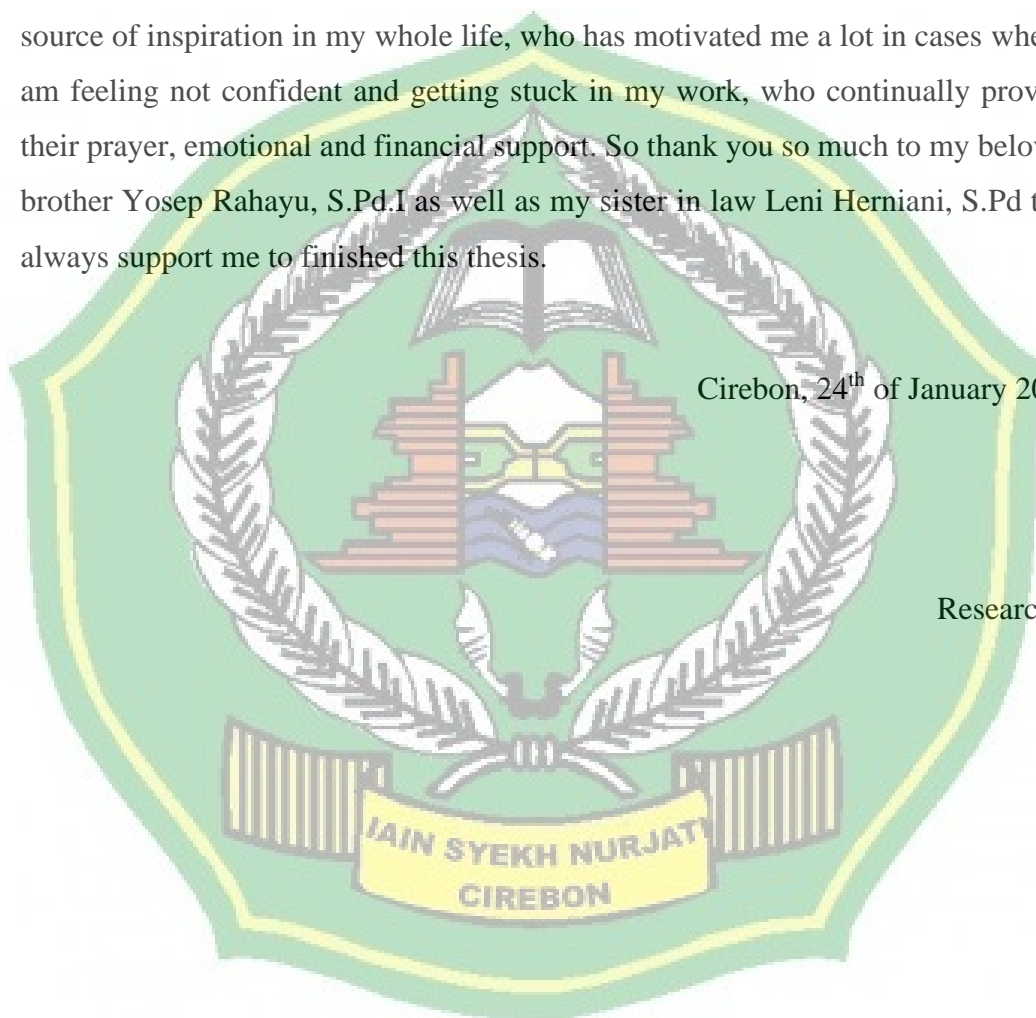 source of inspiration in my whole life, who has motivated me a lot in cases whe
am feeling not confident and getting stuck in my work, who continually prov
their prayer, emotional and financial support. So thank you so much to my belov
brother Yosep Rahayu, S.Pd.I as well as my sister in law Leni Herniani, S.Pd t
always support me to finished this thesis.
Cirebon, 24th of January 20
Researc
IAIN SYEKH NURJATI
CIREBON